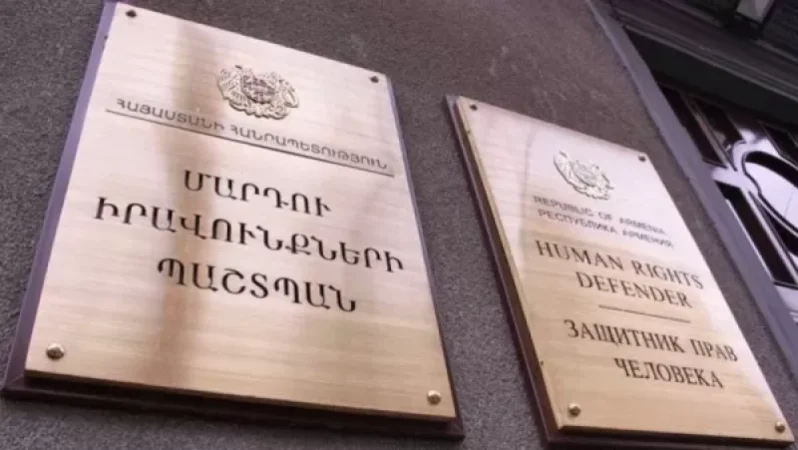 ՀԱՅԱՍՏԱՆԻ ՀԱՆՐԱՊԵՏՈՒԹՅՈՒՆ
ՄԱՐԴՈՒ
ԻՐԱՎՈՒՆՔՆԵՐԻ
ՊԱՇՏՊԱՆ
REPUBLIC OF ARMENIA
РЕСПУБЛИКА АРМЕНИЯ
HUMAN RIGHTS
DEFENDER
ЗАЩИТНИК ПРАВ
ЧЕЛОВЕКА